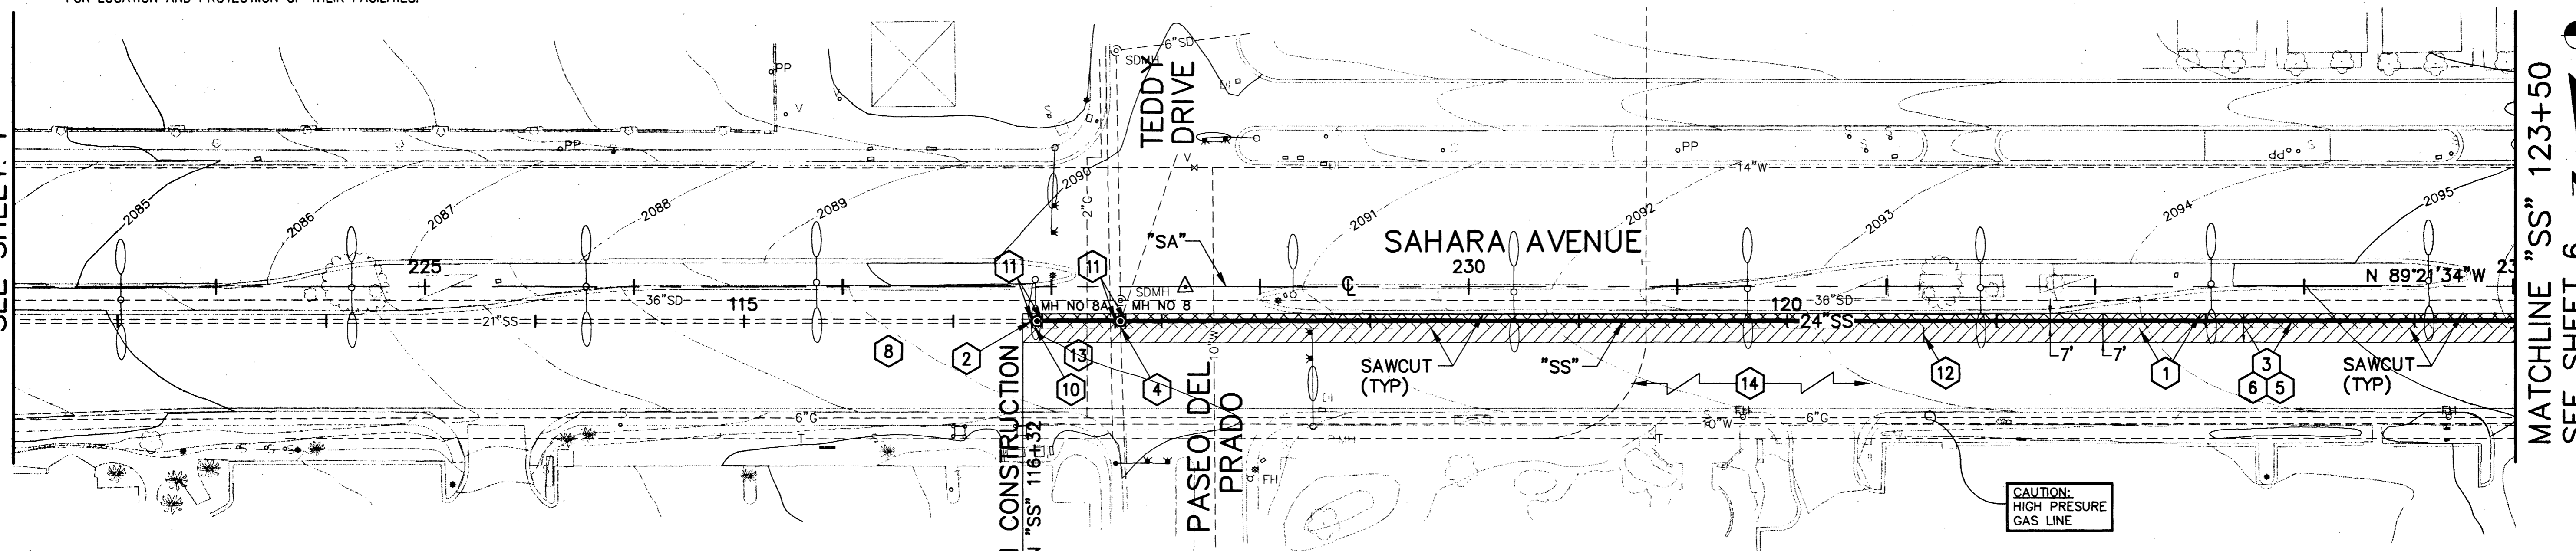 FOR LOCATION AND PROTECTION OF THEIR FACILITIES.
6"SD
SDMH
TEDDY
DRIVE
PP
V
S
PP
V
S
PP
14"W
S
PP
S
2085
2086
2087
2088
2089
2090
2"G
2091
2092
2093
2094
2095
"SA"
SAHARA AVENUE
225
230
N 89°21'34"W
23
11
11
SDMH
MH NO 8A
MH NO 8
36"SD
115
120
36"SD
21"SS
24"SS
8
2
13
10
4
10"W
SAWCUT
(TYP)
"SS"
14
12
7'
7'
1
3
6
5
SAWCUT
(TYP)
6"G
T
S
FH
10"W
6"G
T
FH
FH
CONSTRUCTION
"SS" 116+32
PASEO DEL
PRADO
CAUTION:
HIGH PRESURE
GAS LINE
MATCHLINE "SS" 123+50
SEE SHEET 6